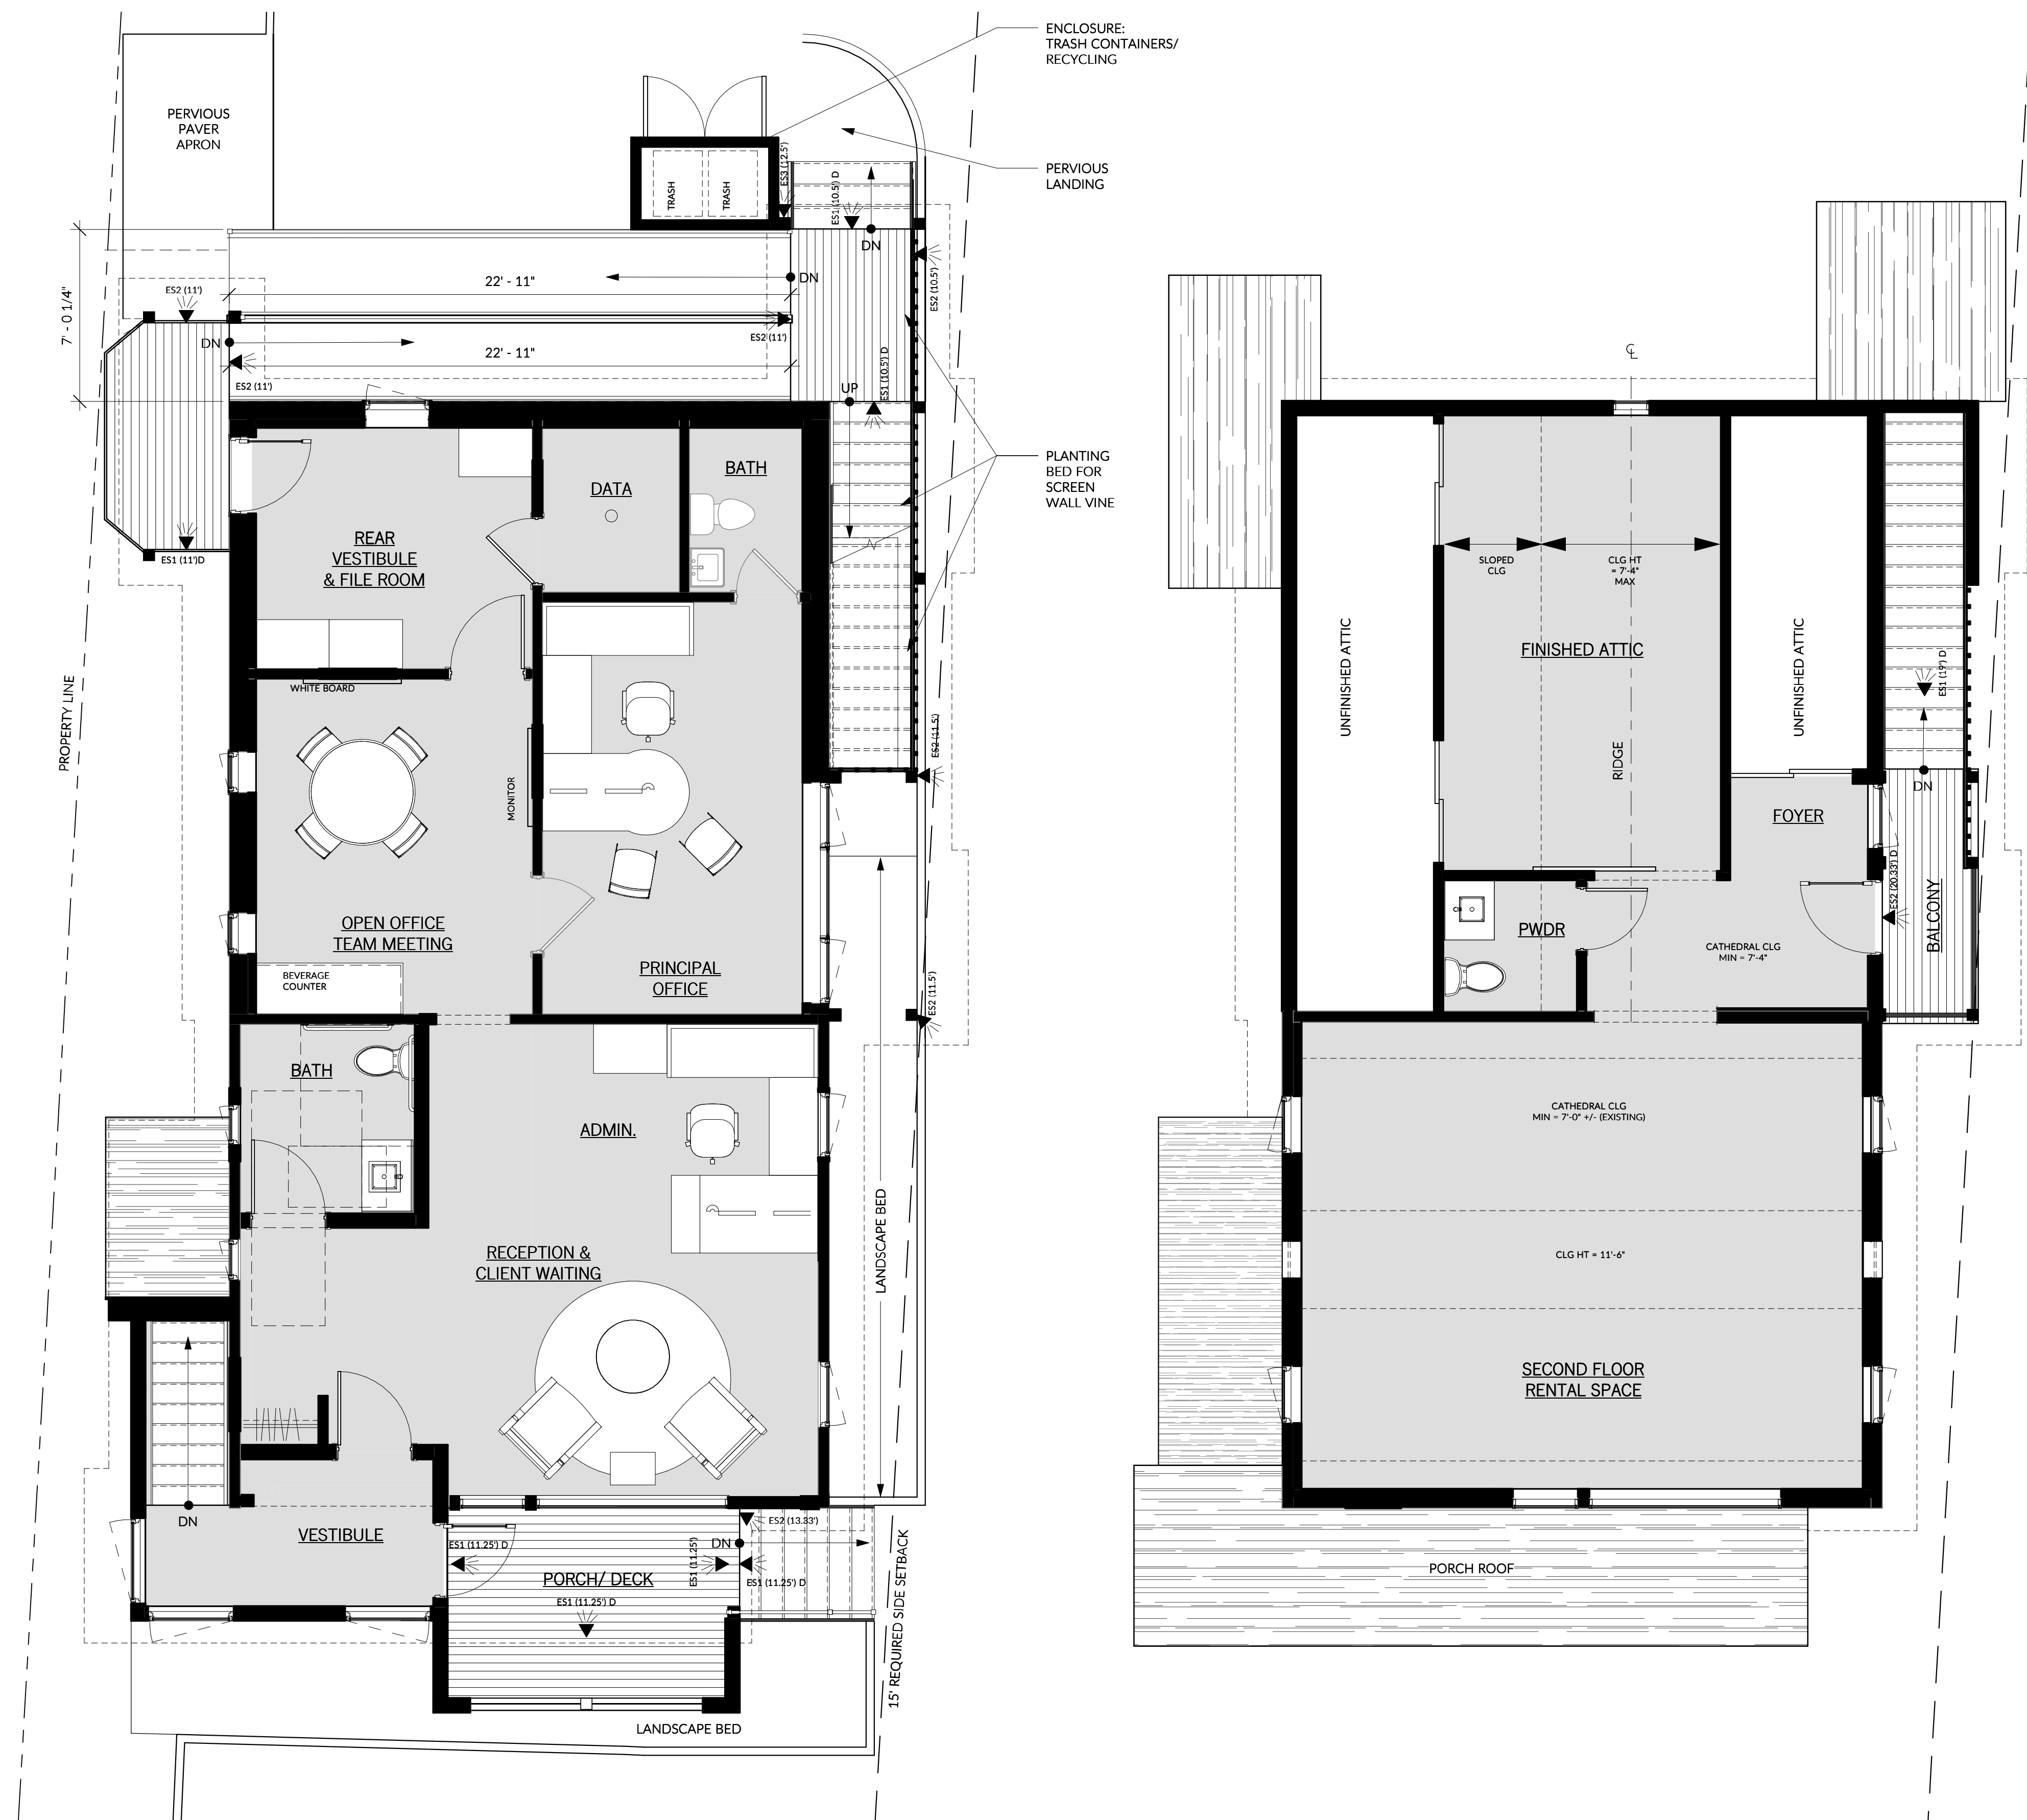 ENCLOSURE:
TRASH CONTAINERS/
RECYCLING
PERVIOUS
PAVER
APRON
PERVIOUS
LANDING
TRASH
TRASH
ES3 (12.5')
ES1 (10.5') D
DN
22' - 11"
DN
ES2 (10.5')
7' - 0 1/4"
ES2 (11')
ES2 (11')
DN
22' - 11"
ES2 (11')
UP
ES1 (10.5') D
PLANTING
BED FOR
SCREEN
WALL VINE
ES1 (11')D
REAR
VESTIBULE
& FILE ROOM
DATA
BATH
WHITE BOARD
MONITOR
PROPERTY LINE
ES2 (11.5')
OPEN OFFICE
TEAM MEETING
BEVERAGE
COUNTER
PRINCIPAL
OFFICE
ES2 (11.5')
BATH
ADMIN.
RECEPTION &
CLIENT WAITING
LANDSCAPE BED
DN
VESTIBULE
ES1 (11.25') D
PORCH/ DECK
ES1 (11.25') D
ES1 (11.25')
DN
ES2 (13.33')
ES1 (11.25') D
15' REQUIRED SIDE SETBACK
LANDSCAPE BED
CL
SLOPED
CLG
CLG HT
= 7'-4"
MAX
UNFINISHED ATTIC
FINISHED ATTIC
UNFINISHED ATTIC
RIDGE
ES1 (19') D
DN
FOYER
ES2 (20.33') D
BALCONY
PWDR
CATHEDRAL CLG
MIN = 7'-4"
CATHEDRAL CLG
MIN = 7'-0" +/- (EXISTING)
CLG HT = 11'-6"
SECOND FLOOR
RENTAL SPACE
PORCH ROOF